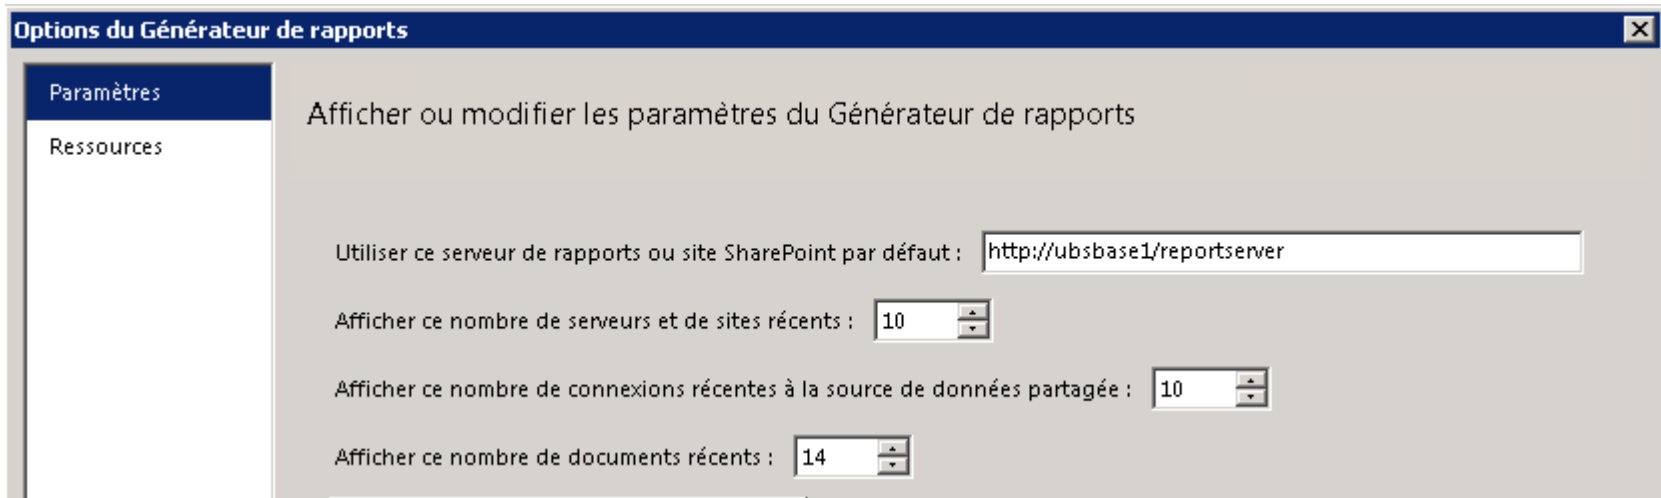 Options du Générateur de rapports
Paramètres
Ressources
Afficher ou modifier les paramètres du Générateur de rapports
Utiliser ce serveur de rapports ou site SharePoint par défaut : http://ubsbase1/reportserver
Afficher ce nombre de serveurs et de sites récents : 10
Afficher ce nombre de connexions récentes à la source de données partagée : 10
Afficher ce nombre de documents récents : 14